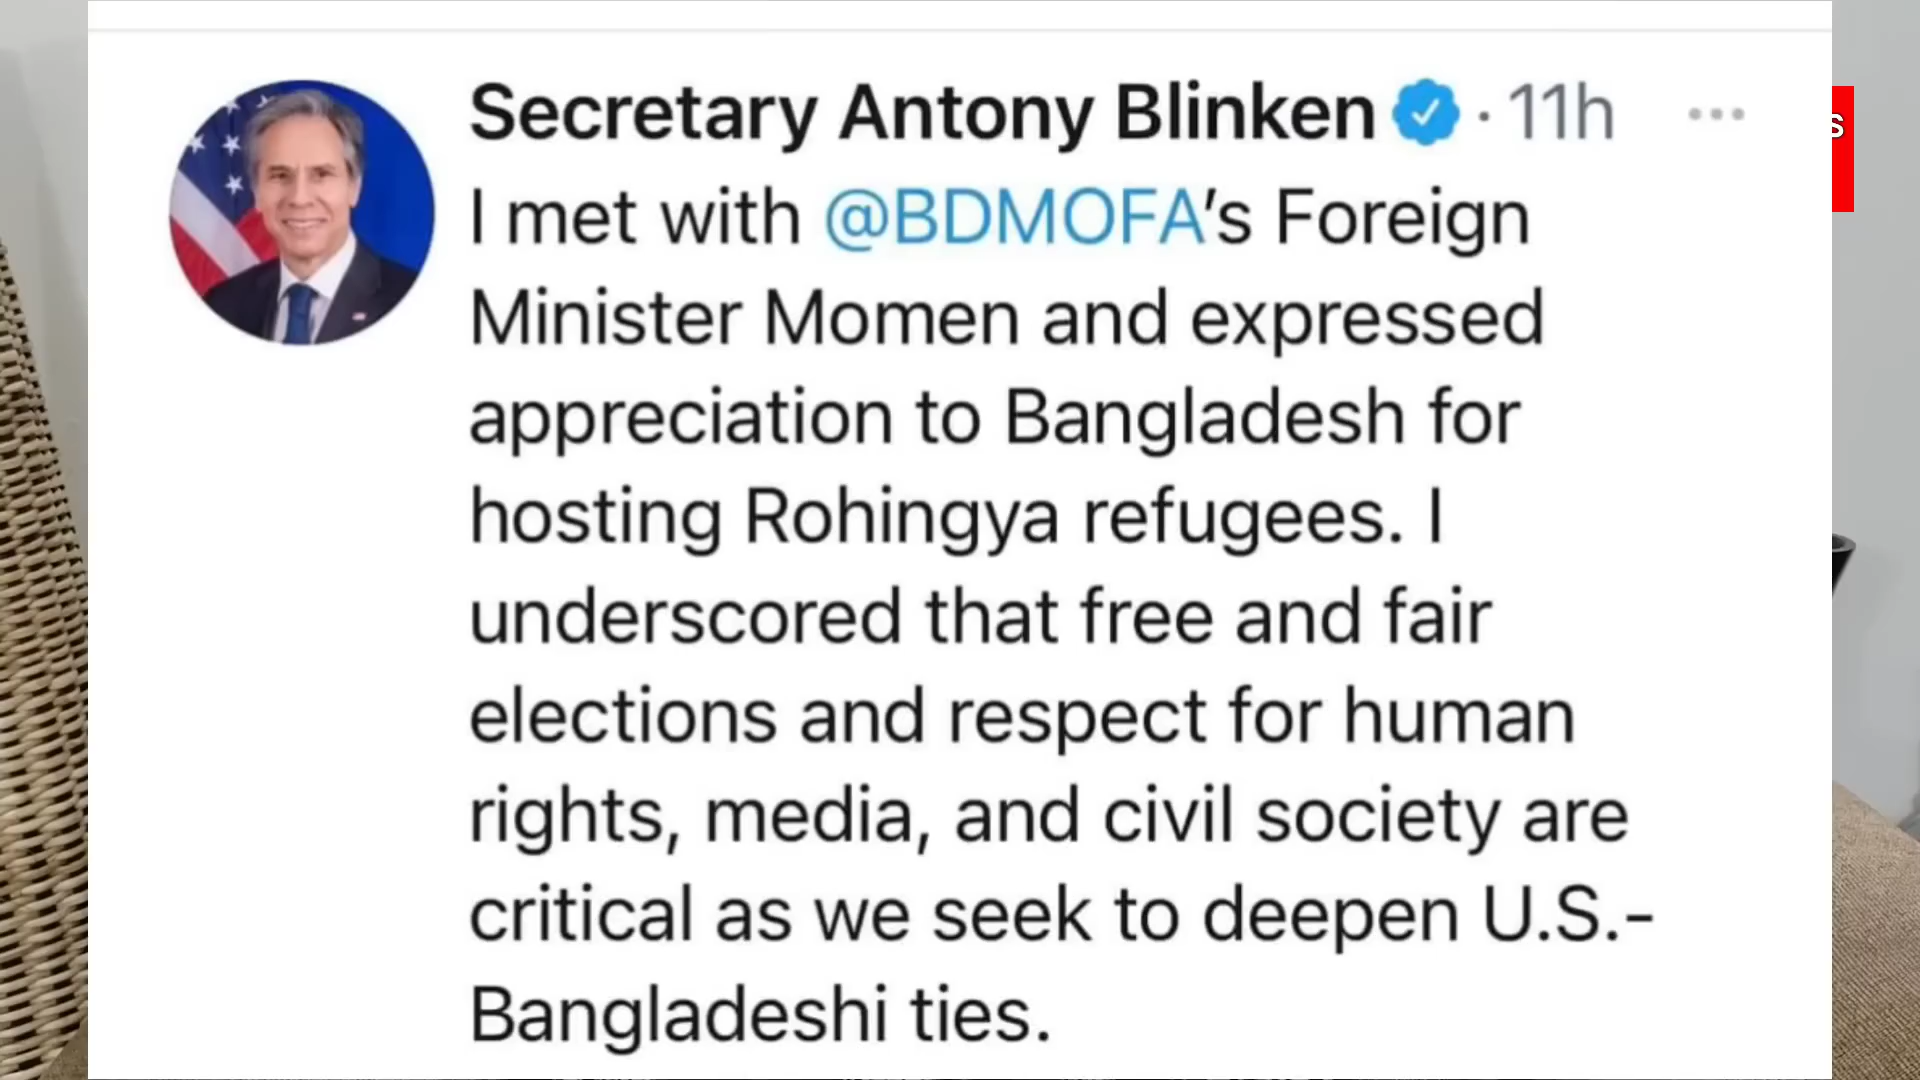 Secretary Antony Blinken · 11h ...
I met with @BDMOFA’s Foreign
Minister Momen and expressed
appreciation to Bangladesh for
hosting Rohingya refugees. I
underscored that free and fair
elections and respect for human
rights, media, and civil society are
critical as we seek to deepen U.S.-
Bangladeshi ties.